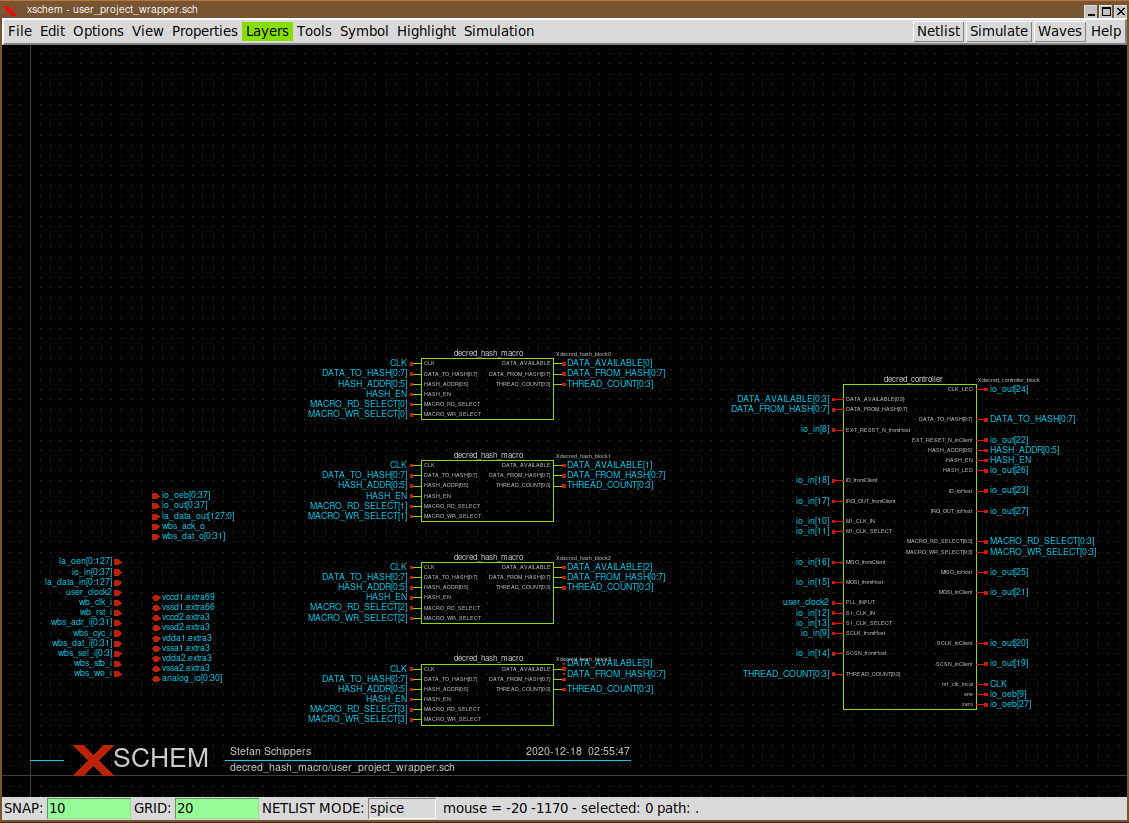 xschem - user_project_wrapper.sch
File Edit Options View Properties Layers Tools Symbol Highlight Simulation Netlist Simulate Waves Help
decred_hash_macro
Xdecred_hash_block0
CLK CLK DATA_AVAILABLE DATA_AVAILABLE[0]
DATA_TO_HASH[0:7] DATA_TO_HASH[0:7] DATA_FROM_HASH[0:7] DATA_FROM_HASH[0:7]
HASH_ADDR[0:5] HASH_ADDR[0:5] THREAD_COUNT[0:3] THREAD_COUNT[0:3]
HASH_EN HASH_EN
MACRO_RD_SELECT[0] MACRO_RD_SELECT
MACRO_WR_SELECT[0] MACRO_WR_SELECT
decred_hash_macro
Xdecred_hash_block1
CLK CLK DATA_AVAILABLE DATA_AVAILABLE[1]
DATA_TO_HASH[0:7] DATA_TO_HASH[0:7] DATA_FROM_HASH[0:7] DATA_FROM_HASH[0:7]
HASH_ADDR[0:5] HASH_ADDR[0:5] THREAD_COUNT[0:3] THREAD_COUNT[0:3]
HASH_EN HASH_EN
MACRO_RD_SELECT[1] MACRO_RD_SELECT
MACRO_WR_SELECT[1] MACRO_WR_SELECT
decred_hash_macro
Xdecred_hash_block2
CLK CLK DATA_AVAILABLE DATA_AVAILABLE[2]
DATA_TO_HASH[0:7] DATA_TO_HASH[0:7] DATA_FROM_HASH[0:7] DATA_FROM_HASH[0:7]
HASH_ADDR[0:5] HASH_ADDR[0:5] THREAD_COUNT[0:3] THREAD_COUNT[0:3]
HASH_EN HASH_EN
MACRO_RD_SELECT[2] MACRO_RD_SELECT
MACRO_WR_SELECT[2] MACRO_WR_SELECT
decred_hash_macro
DATA_AVAILABLE[3]
CLK CLK DATA_AVAILABLE
DATA_FROM_HASH[0:7]
DATA_TO_HASH[0:7] DATA_TO_HASH[0:7] DATA_FROM_HASH[0:7]
HASH_ADDR[0:5] HASH_ADDR[0:5] THREAD_COUNT[0:3] THREAD_COUNT[0:3]
HASH_EN HASH_EN
MACRO_RD_SELECT[3] MACRO_RD_SELECT
MACRO_WR_SELECT[3] MACRO_WR_SELECT
decred_controller
Xdecred_controller_block
CLK_LED io_out[24]
DATA_AVAILABLE[0:3] DATA_AVAILABLE[0:3]
DATA_FROM_HASH[0:7] DATA_FROM_HASH[0:7]
DATA_TO_HASH[0:7] DATA_TO_HASH[0:7]
io_in[8] EXT_RESET_N_fromHost
EXT_RESET_N_toClient io_out[22]
HASH_ADDR[0:5] HASH_ADDR[0:5]
HASH_EN HASH_EN
HASH_LED io_out[26]
io_in[18] ID_fromClient
ID_toHost io_out[23]
io_in[17] IRQ_OUT_fromClient
IRQ_OUT_toHost io_out[27]
io_in[10] M1_CLK_IN
io_in[11] M1_CLK_SELECT
MACRO_RD_SELECT[0:3] MACRO_RD_SELECT[0:3]
MACRO_WR_SELECT[0:3] MACRO_WR_SELECT[0:3]
io_in[16] MISO_fromClient
MISO_toHost io_out[25]
io_in[15] MOSI_fromHost
MOSI_toClient io_out[21]
user_clock2 PLL_INPUT
io_in[12] S1_CLK_IN
io_in[13] S1_CLK_SELECT
io_in[9] SCLK_fromHost
SCLK_toClient io_out[20]
io_in[14] SCSN_fromHost
SCSN_toClient io_out[19]
THREAD_COUNT[0:3] THREAD_COUNT[0:3]
m1_clk_local CLK
one io_oeb[9]
zero io_oeb[27]
io_oeb[0:37]
io_out[0:37]
la_data_out[127:0]
wbs_ack_o
wbs_dat_o[0:31]
la_oen[0:127]
io_in[0:37]
la_data_in[0:127]
user_clock2
wb_clk_i
wb_rst_i
wbs_adr_i[0:31]
wbs_cyc_i
wbs_dat_i[0:31]
wbs_sel_i[0:3]
wbs_stb_i
wbs_we_i
vccd1.extra69
vssd1.extra66
vccd2.extra3
vssd2.extra3
vdda1.extra3
vssa1.extra3
vdda2.extra3
vssa2.extra3
analog_io[0:30]
XSCHEM
Stefan Schippers 2020-12-18 02:55:47
decred_hash_macro/user_project_wrapper.sch
SNAP: 10 GRID: 20 NETLIST MODE: spice mouse = -20 -1170 - selected: 0 path: .